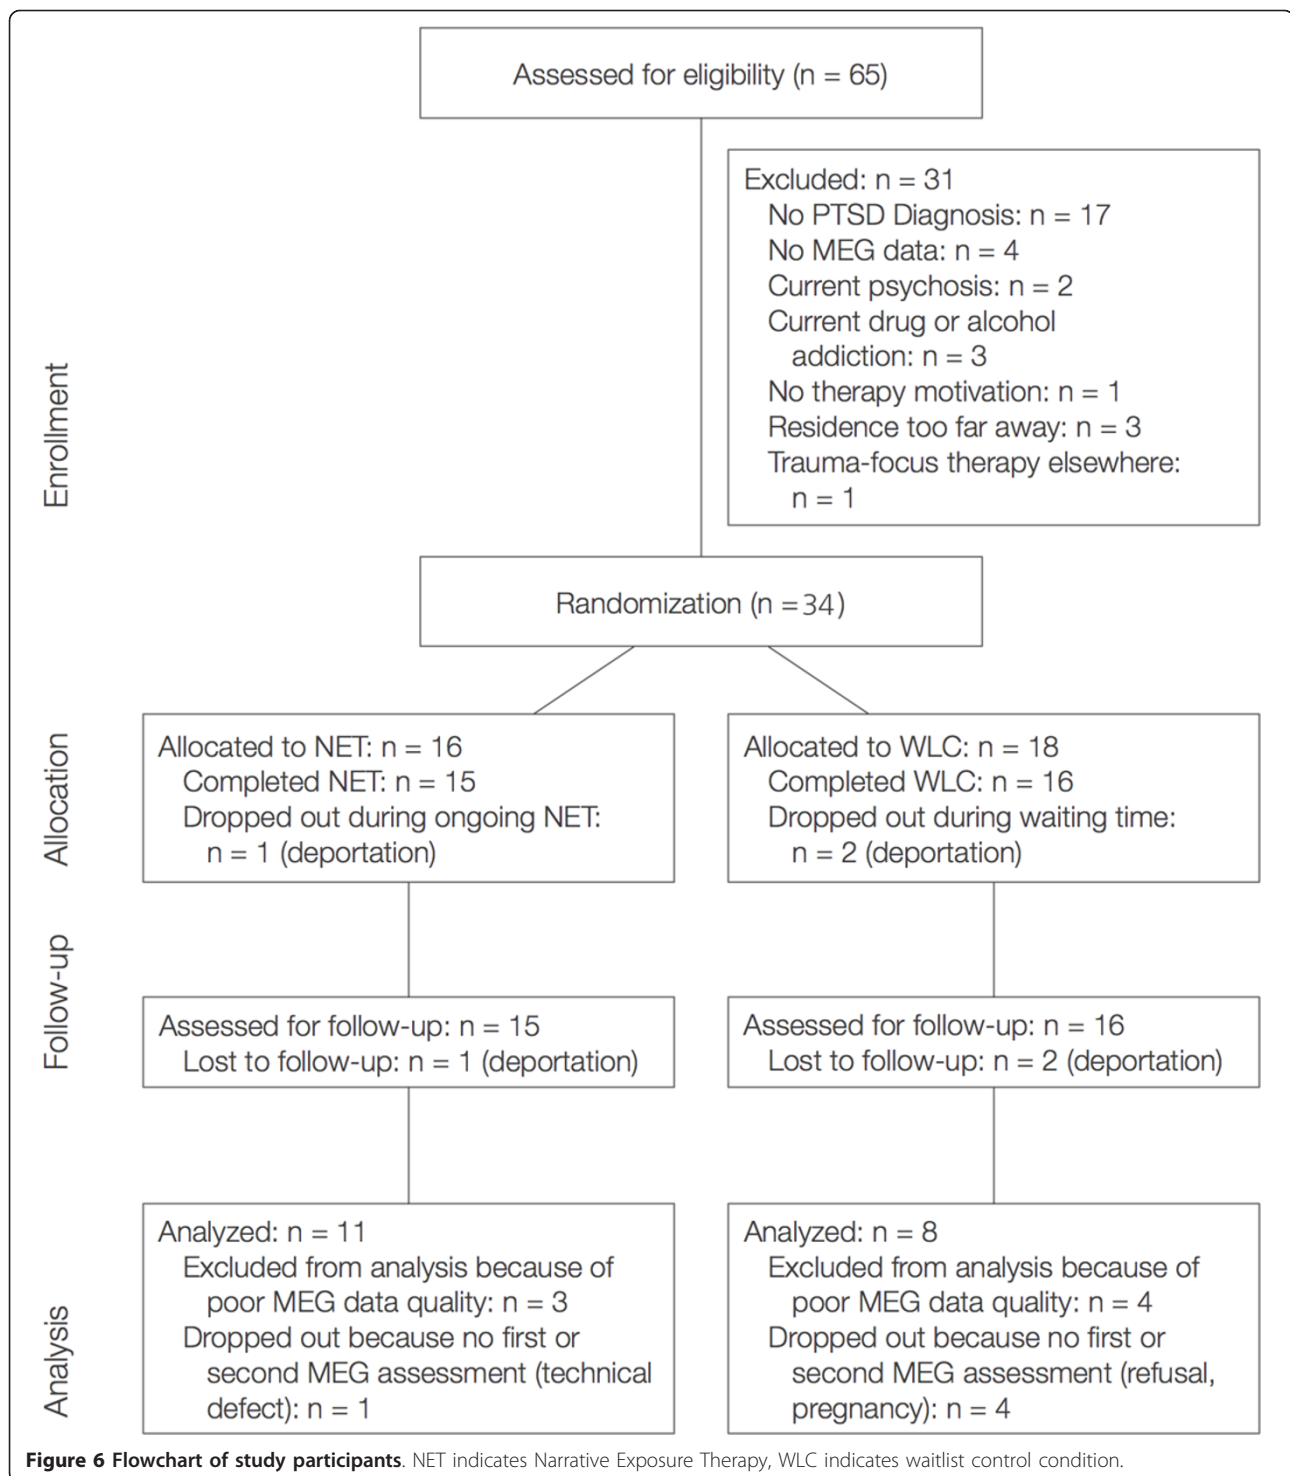 Assessed for eligibility (n = 65)
Excluded: n = 31
No PTSD Diagnosis: n = 17
No MEG data: n = 4
Current psychosis: n = 2
Current drug or alcohol
addiction: n = 3
No therapy motivation: n = 1
Residence too far away: n = 3
Trauma-focus therapy elsewhere:
n = 1
Enrollment
Randomization (n = 34)
Allocation
Allocated to NET: n = 16
Completed NET: n = 15
Dropped out during ongoing NET:
n = 1 (deportation)
Allocated to WLC: n = 18
Completed WLC: n = 16
Dropped out during waiting time:
n = 2 (deportation)
Follow-up
Assessed for follow-up: n = 15
Lost to follow-up: n = 1 (deportation)
Assessed for follow-up: n = 16
Lost to follow-up: n = 2 (deportation)
Analysis
Analyzed: n = 11
Excluded from analysis because of
poor MEG data quality: n = 3
Dropped out because no first or
second MEG assessment (technical
defect): n = 1
Analyzed: n = 8
Excluded from analysis because of
poor MEG data quality: n = 4
Dropped out because no first or
second MEG assessment (refusal,
pregnancy): n = 4
Figure 6 Flowchart of study participants. NET indicates Narrative Exposure Therapy, WLC indicates waitlist control condition.